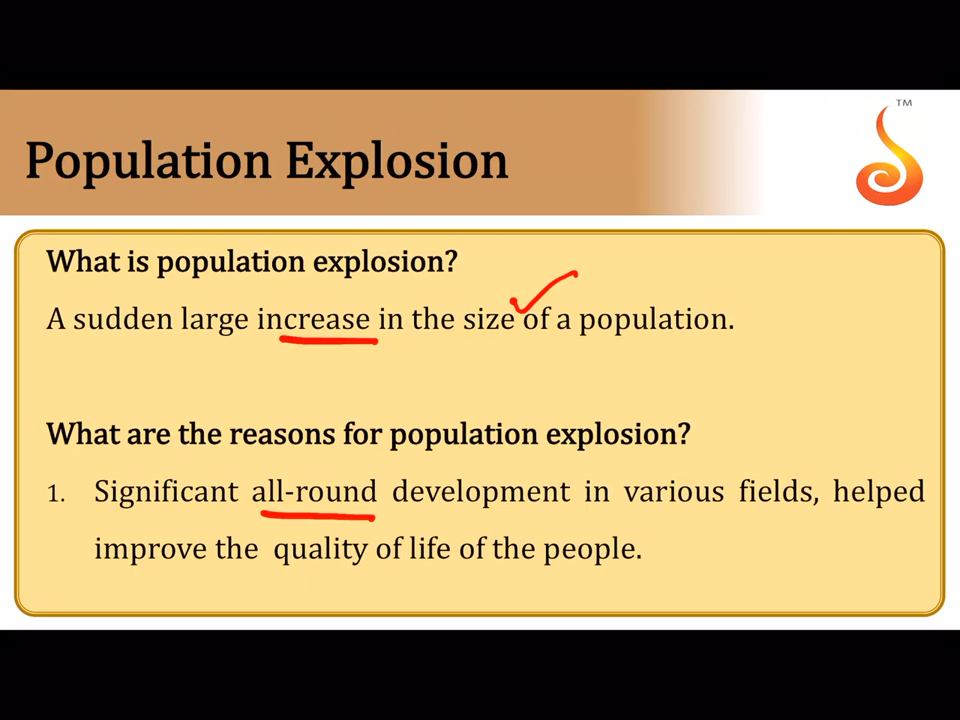 TM
Population Explosion
What is population explosion?
A sudden large increase in the size of a population.
What are the reasons for population explosion?
1. Significant all-round development in various fields, helped
improve the quality of life of the people.